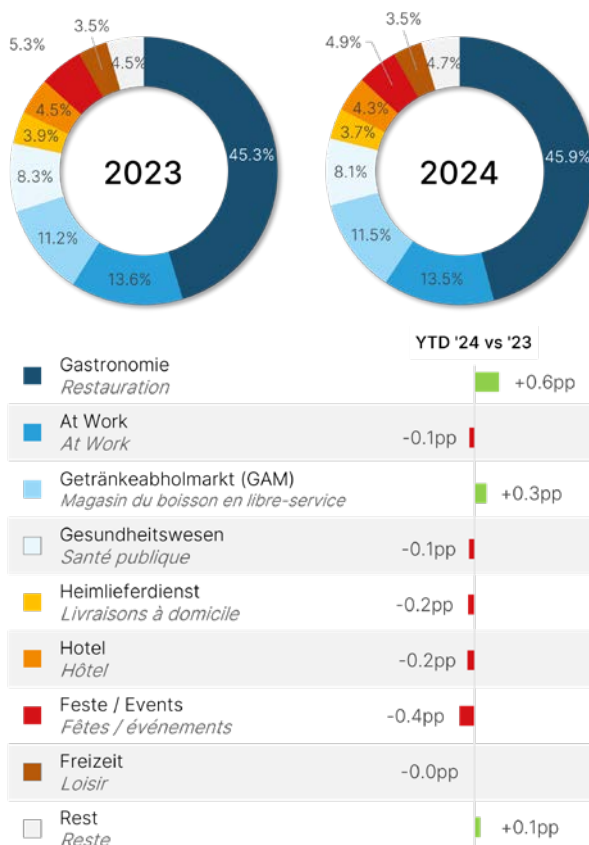 3.5%
5.3%
4.5%
4.5%
3.9%
45.3%
8.3%
2023
11.2%
13.6%
3.5%
4.9%
4.7%
4.3%
3.7%
45.9%
8.1%
2024
11.5%
13.5%
YTD '24 vs '23
Gastronomie
Restauration
+0.6pp
At Work
At Work
-0.1pp
Getränkeabholmarkt (GAM)
Magasin du boisson en libre-service
+0.3pp
Gesundheitswesen
Santé publique
-0.1pp
Heimlieferdienst
Livraisons à domicile
-0.2pp
Hotel
Hôtel
-0.2pp
Feste / Events
Fêtes / événements
-0.4pp
Freizeit
Loisir
-0.0pp
Rest
Reste
+0.1pp